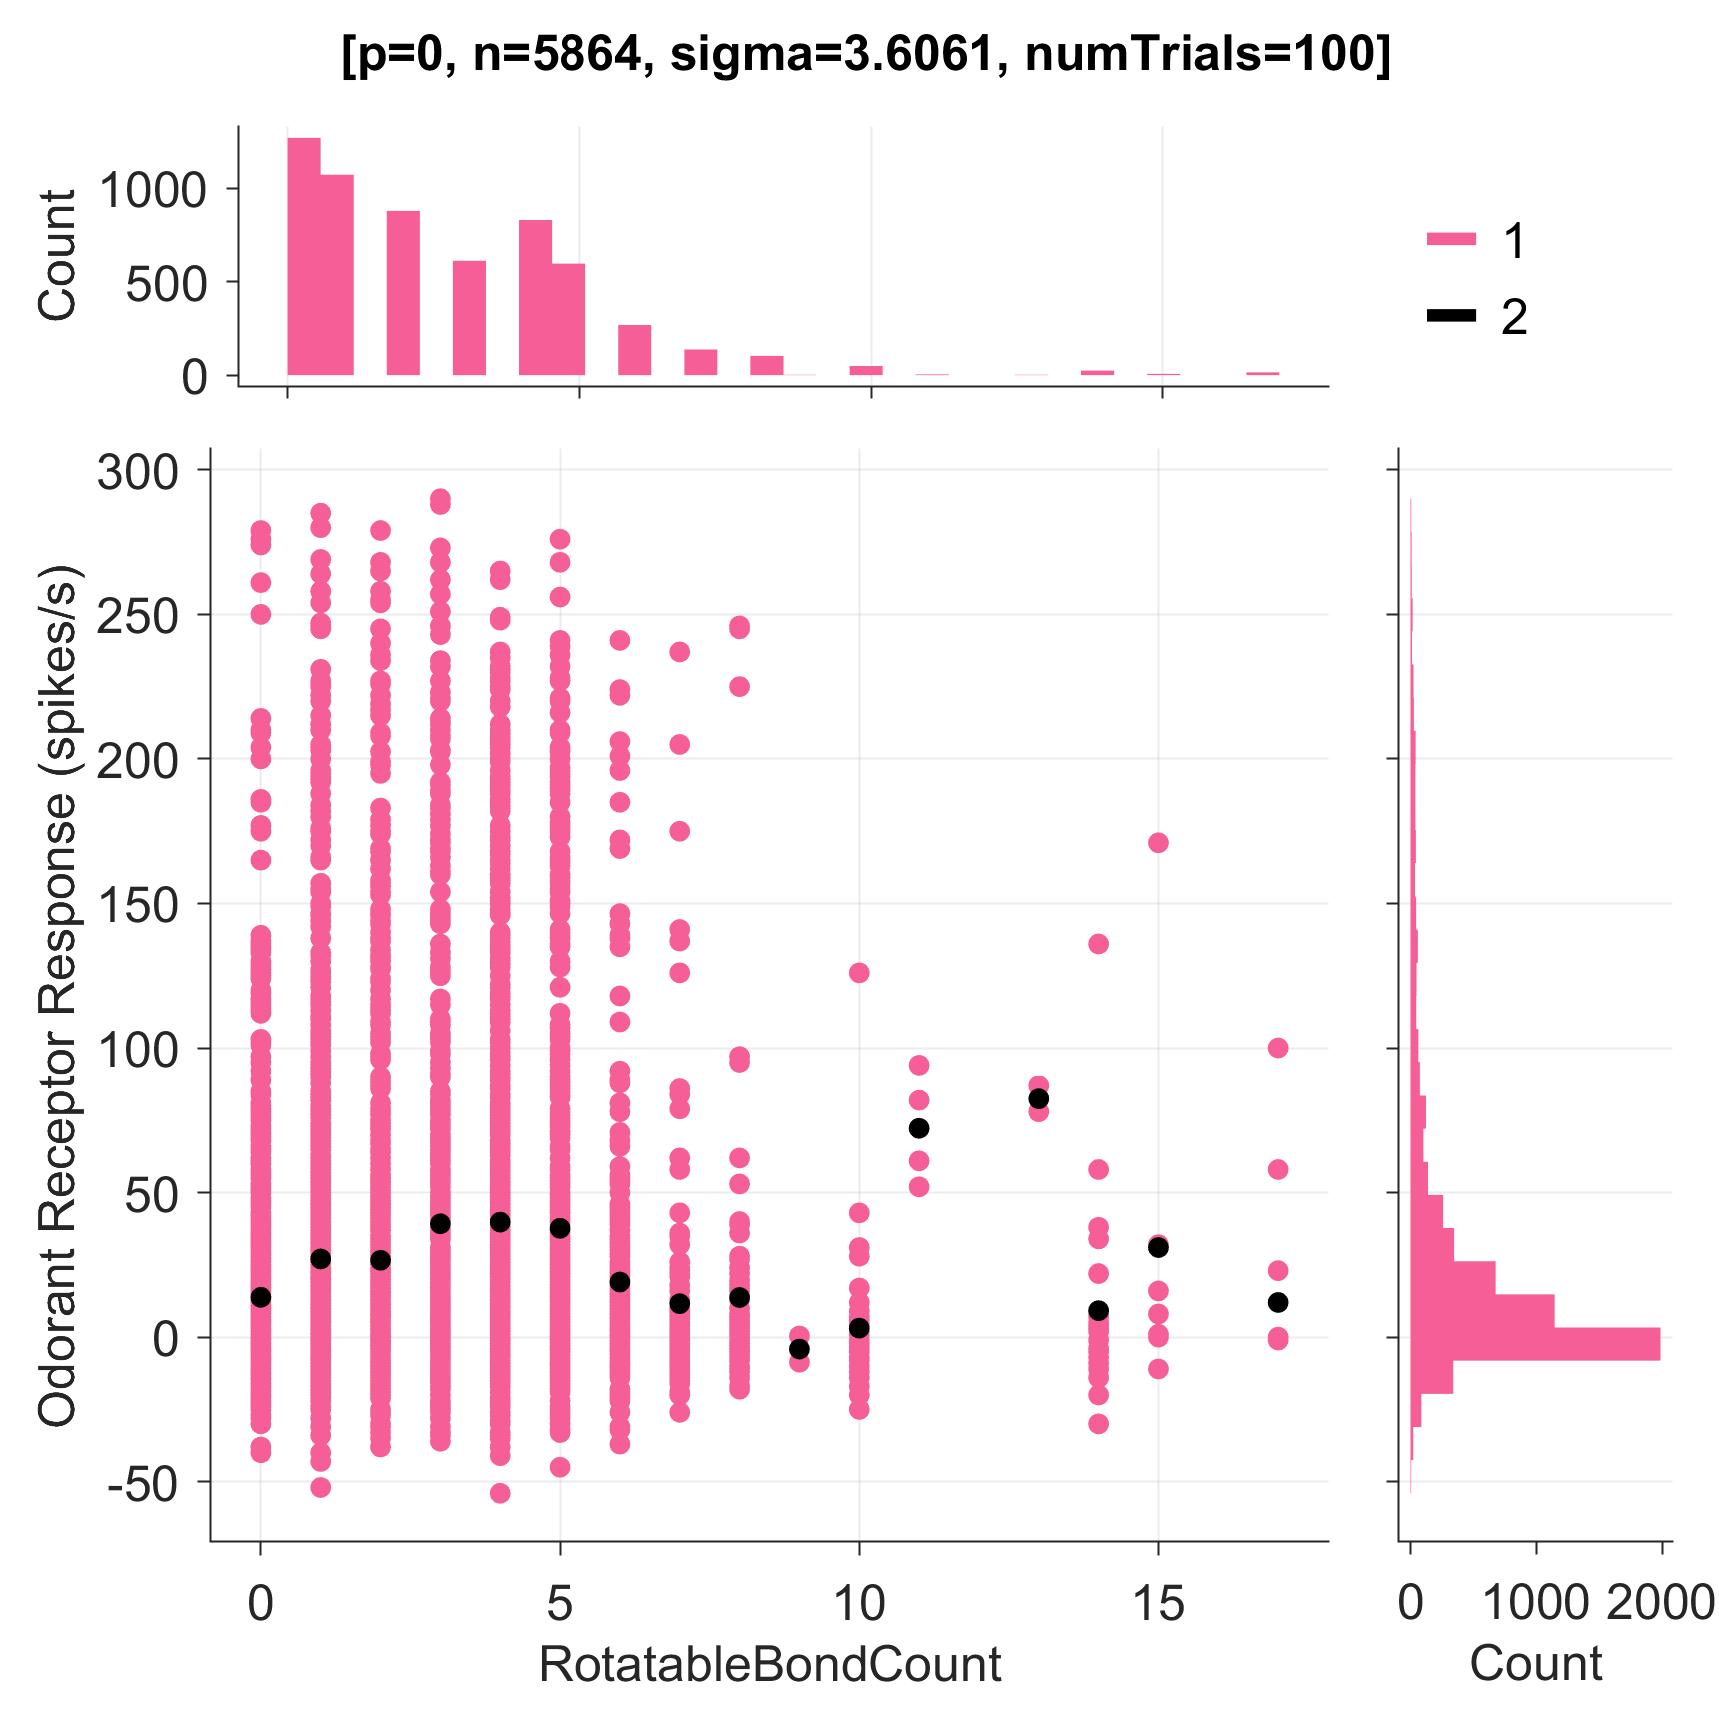 [p=0, n=5864, sigma=3.6061, numTrials=100]
Count
1000
500
0
1
2
Odorant Receptor Response (spikes/s)
300
250
200
150
100
50
0
-50
0 5 10 15
RotatableBondCount
0 1000 2000
Count